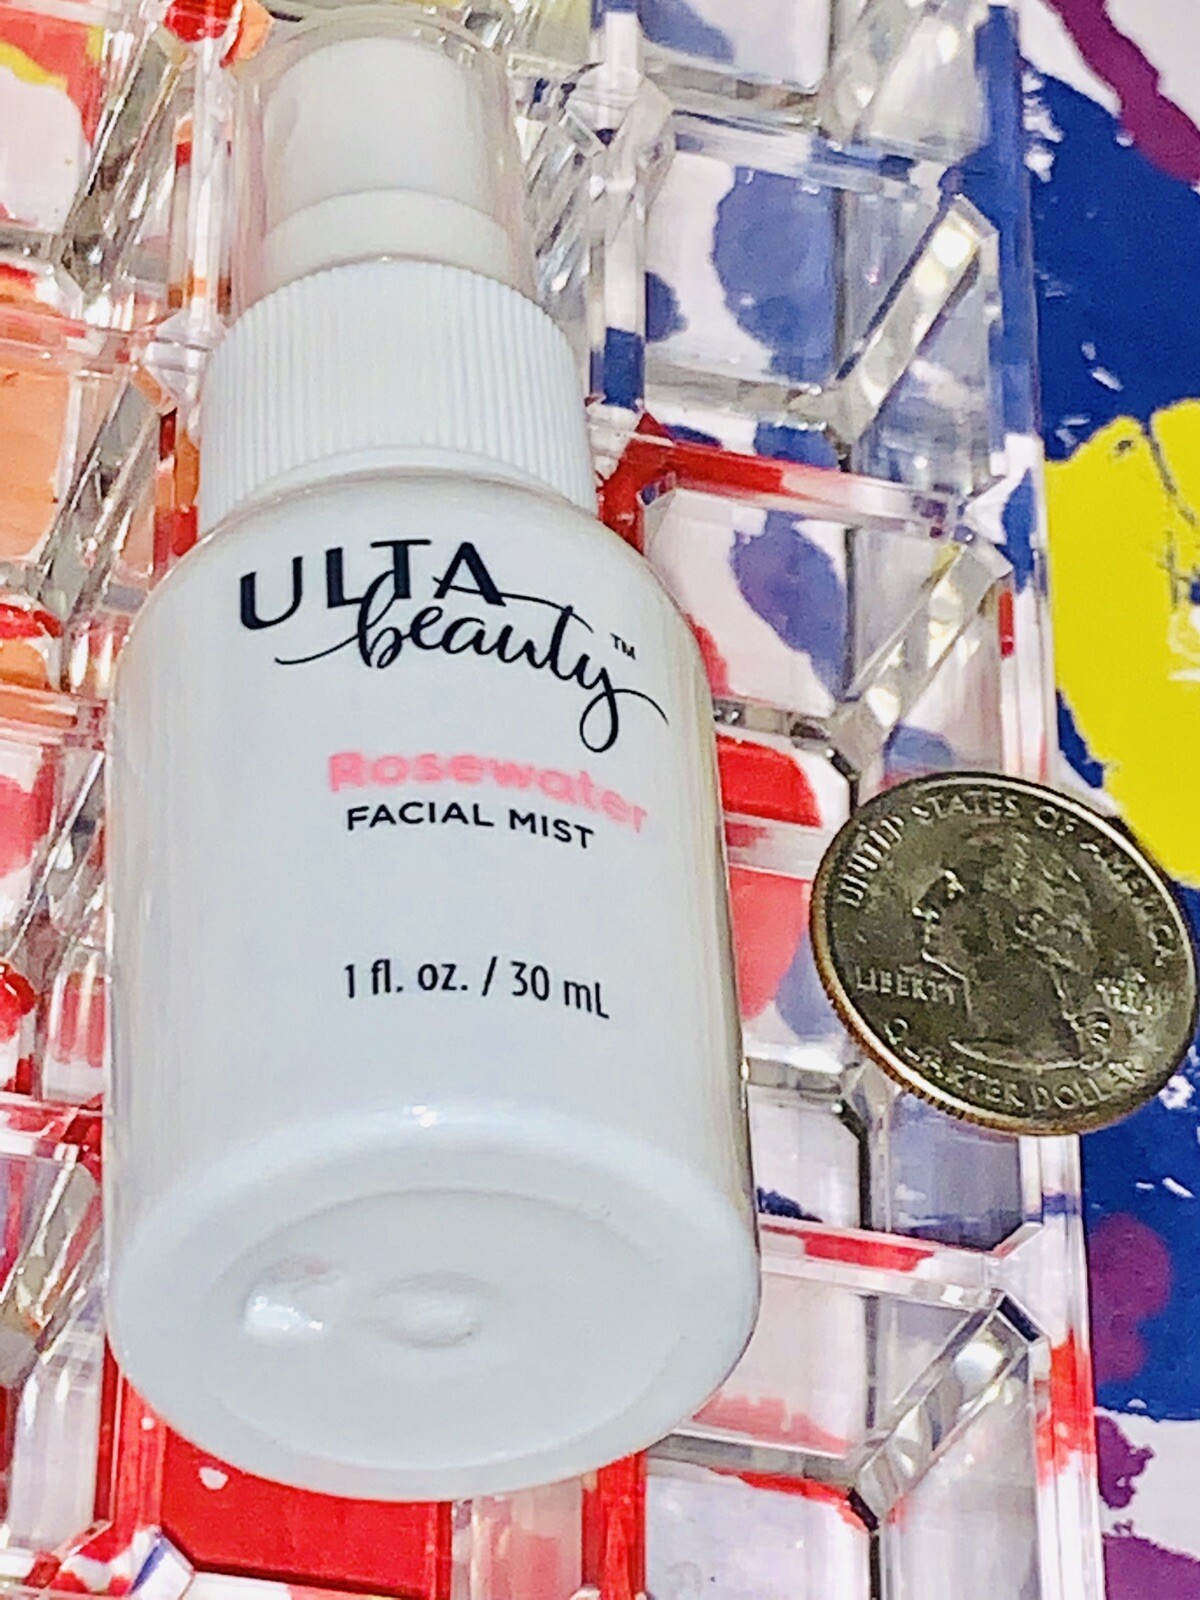 ULTA
beauty™
Rosewater
FACIAL MIST
1 fl. oz. / 30 mL
UNITED STATES OF AMERICA
LIBERTY
QUARTER DOLLAR